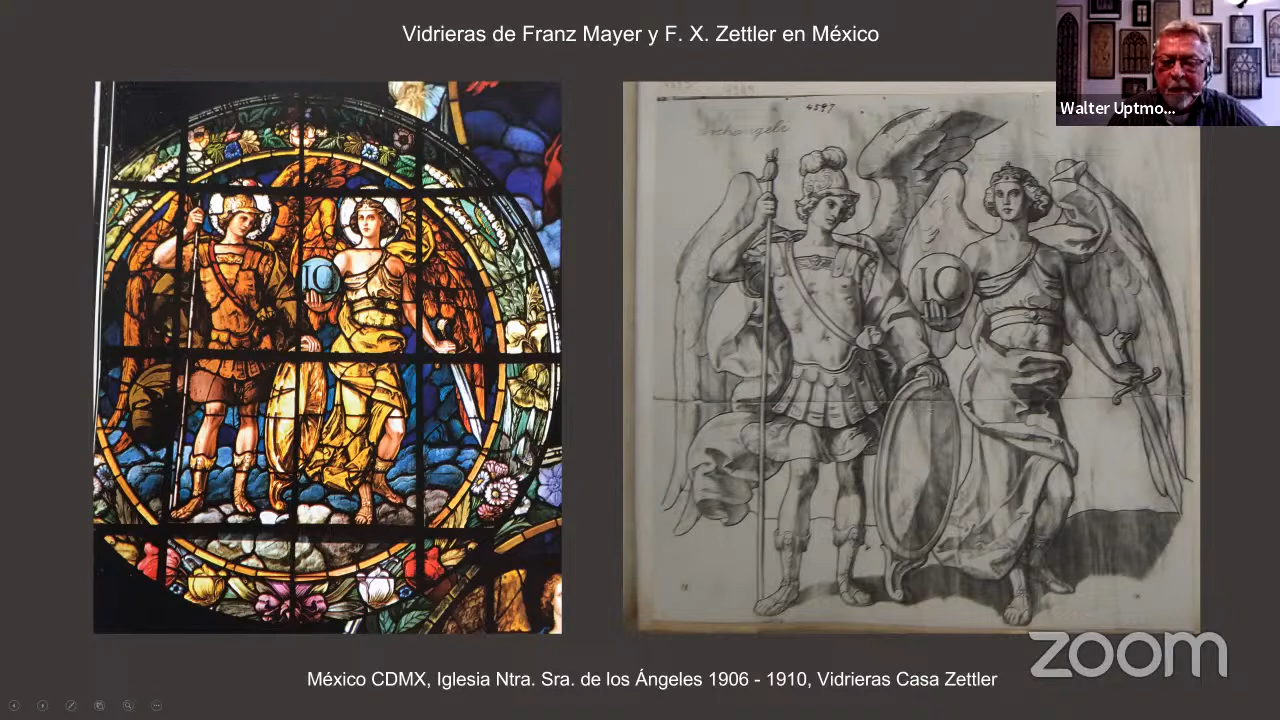 Vidrieras de Franz Mayer y F. X. Zettler en México
Walter Uptmo...
4597
IC
IC
zoom
México CDMX, Iglesia Ntra. Sra. de los Ángeles 1906 - 1910, Vidrieras Casa Zettler